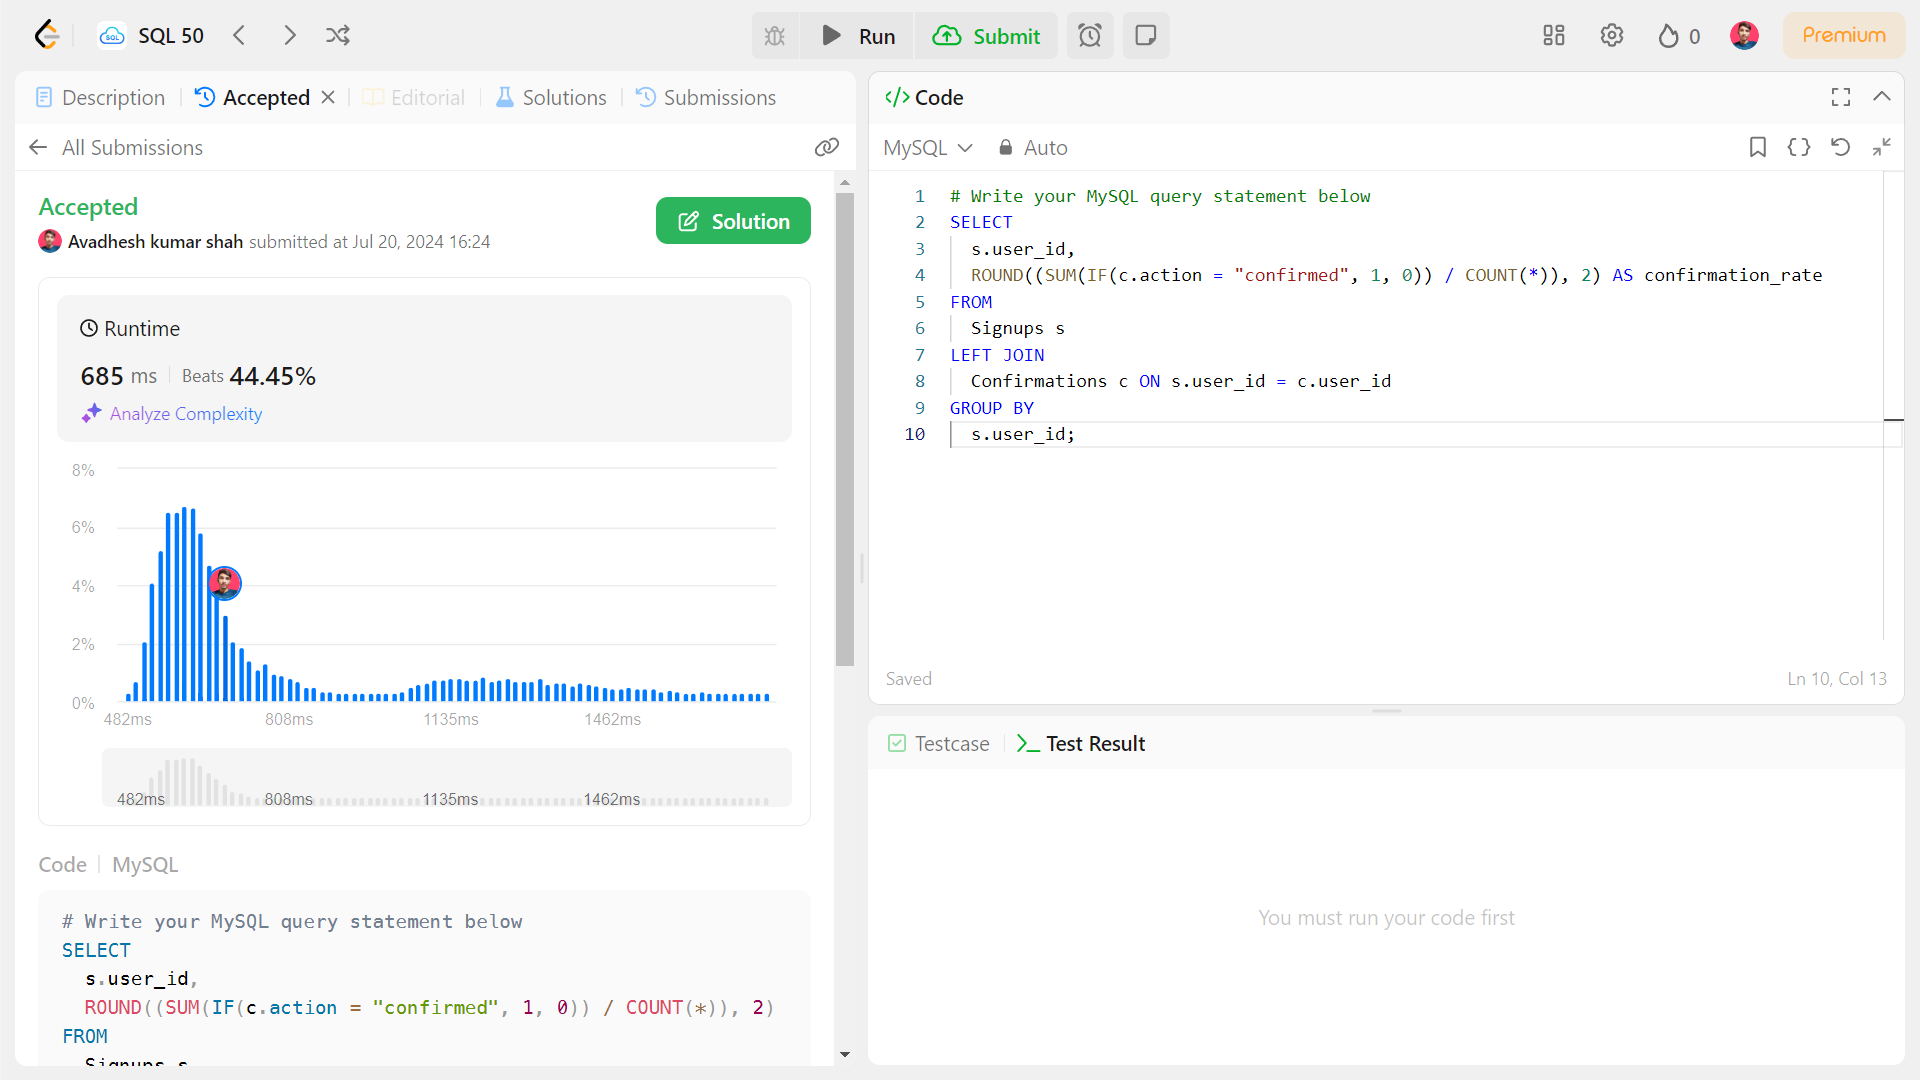 SQL 50
Run
Submit
0
Premium
Description
Accepted
Editorial
Solutions
Submissions
All Submissions
Accepted
Avadhesh kumar shah submitted at Jul 20, 2024 16:24
Solution
Runtime
685 ms
Beats 44.45%
Analyze Complexity
8%
6%
4%
2%
0%
482ms 808ms 1135ms 1462ms
482ms 808ms 1135ms 1462ms
Code
MySQL
# Write your MySQL query statement below
SELECT
s.user_id,
ROUND((SUM(IF(c.action = "confirmed", 1, 0)) / COUNT(*)), 2)
FROM
Signups s
</> Code
MySQL
Auto
1 # Write your MySQL query statement below
2 SELECT
3 s.user_id,
4 ROUND((SUM(IF(c.action = "confirmed", 1, 0)) / COUNT(*)), 2) AS confirmation_rate
5 FROM
6 Signups s
7 LEFT JOIN
8 Confirmations c ON s.user_id = c.user_id
9 GROUP BY
10 s.user_id;
Saved
Ln 10, Col 13
Testcase
Test Result
You must run your code first